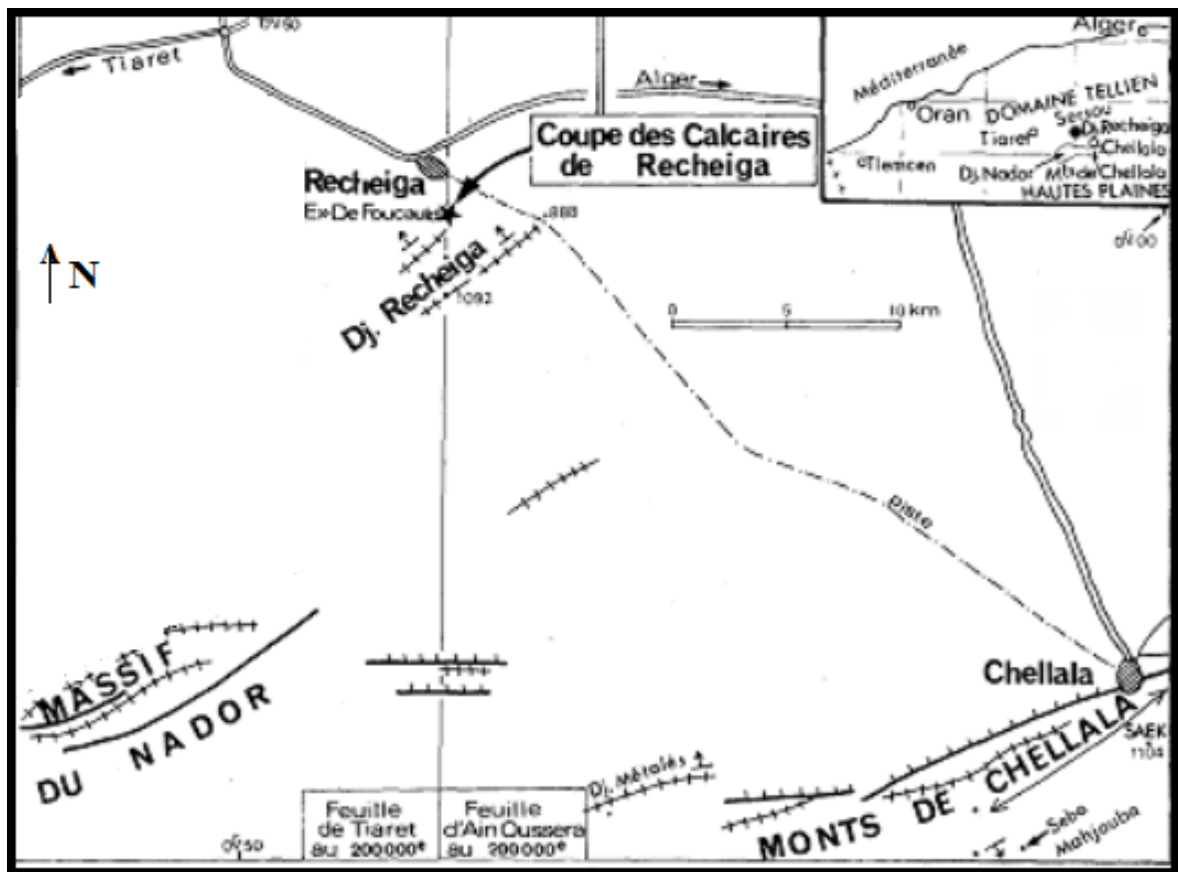 Tiaret
Alger
Coupe des Calcaires
de Recheiga
Recheiga
Ex-De Foucauld
888
Dj. Recheiga
1092
N
0 5 10 km
Alger
Méditerranée
Oran
DOMAINE TELLIEN
Sersou
Tiaret
Dj. Recheiga
Chellala
Tlemcen
Dj. Nador
Mts de Chellala
HAUTES PLAINES
piste
MASSIF
DU NADOR
Chellala
SAEK
1104
MONTS DE CHELLALA
Dj. Métalès
Seba
Mahjouba
Feuille
de Tiaret
au 200000e
Feuille
d'Ain Oussera
au 200000e